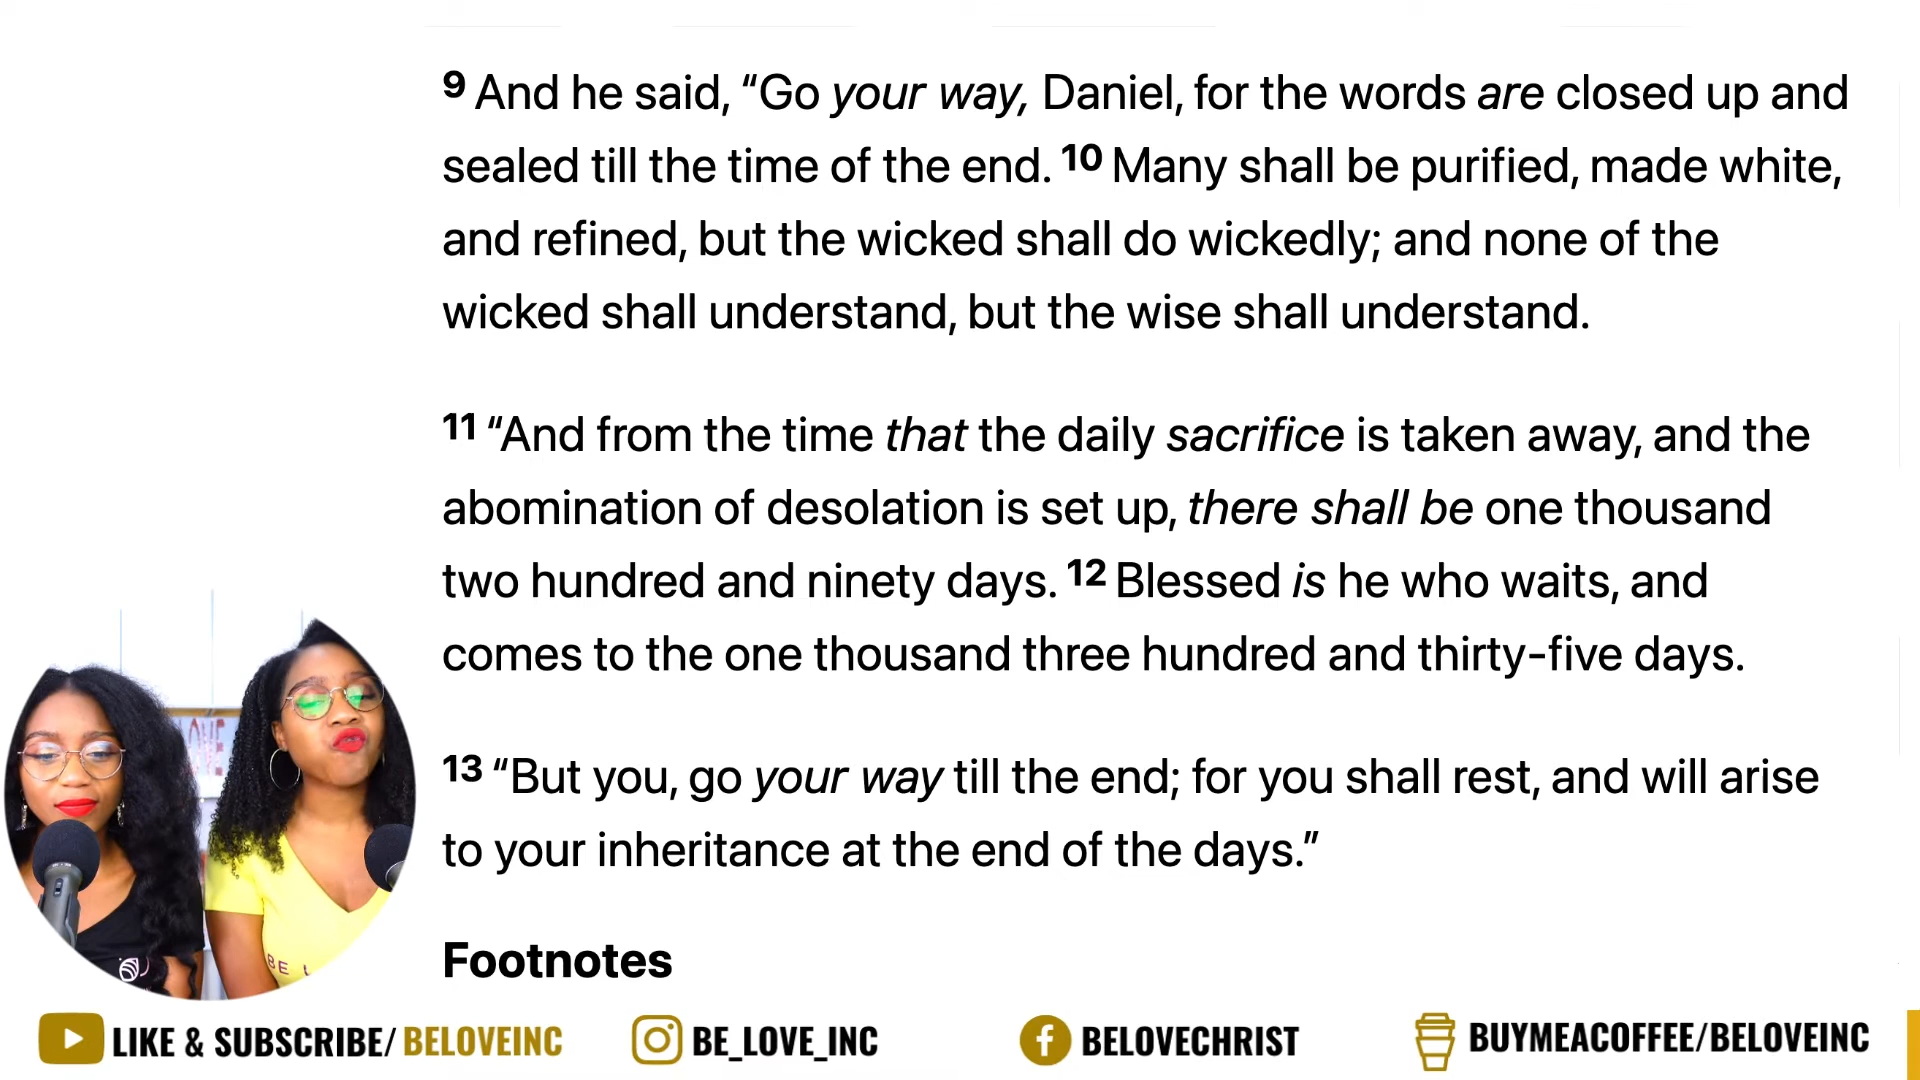 9 And he said, “Go your way, Daniel, for the words are closed up and
sealed till the time of the end. 10 Many shall be purified, made white,
and refined, but the wicked shall do wickedly; and none of the
wicked shall understand, but the wise shall understand.
11 “And from the time that the daily sacrifice is taken away, and the
abomination of desolation is set up, there shall be one thousand
two hundred and ninety days. 12 Blessed is he who waits, and
comes to the one thousand three hundred and thirty-five days.
13 “But you, go your way till the end; for you shall rest, and will arise
to your inheritance at the end of the days.”
Footnotes
BE
LIKE & SUBSCRIBE/ BELOVEINC
BE_LOVE_INC
BELOVECHRIST
BUYMEACOFFEE/BELOVEINC